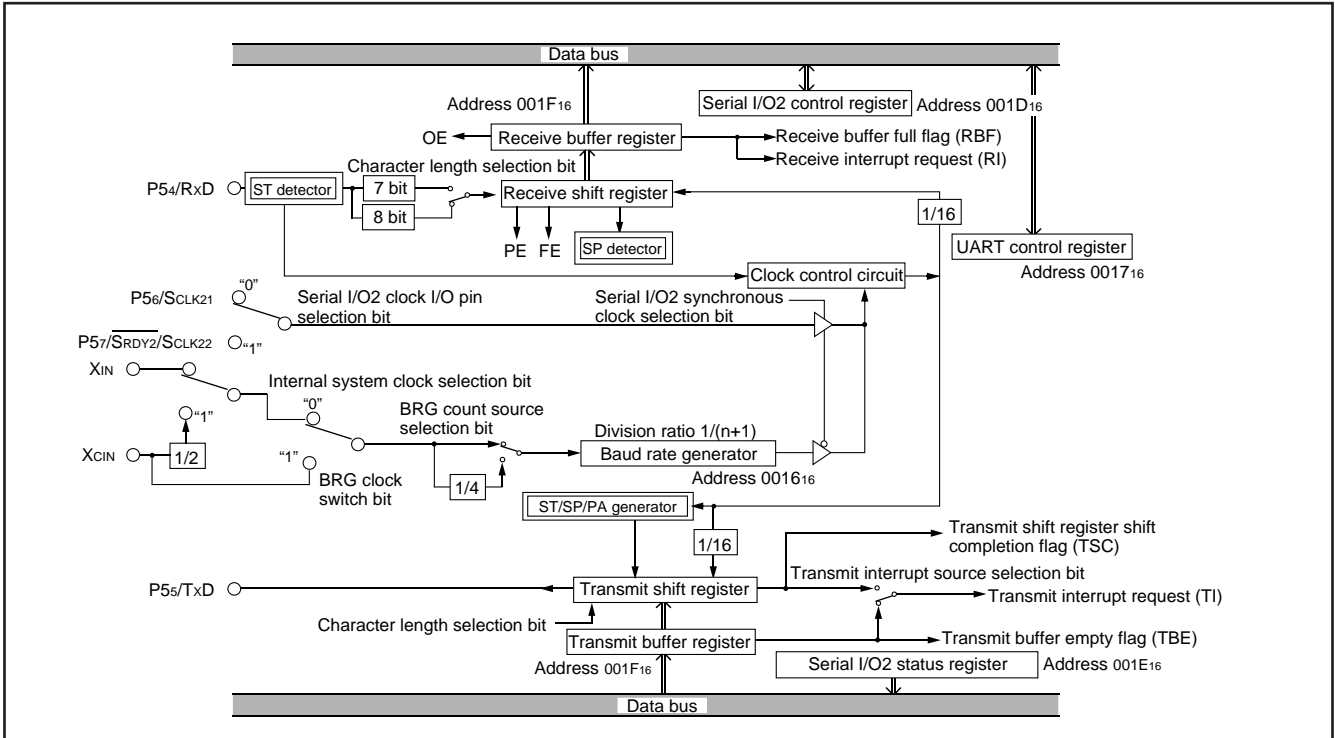 Data bus
Address 001F16
Serial I/O2 control register
Address 001D16
OE
Receive buffer register
Receive buffer full flag (RBF)
Receive interrupt request (RI)
Character length selection bit
P54/RXD
ST detector
7 bit
8 bit
Receive shift register
1/16
PE
FE
SP detector
UART control register
Address 001716
Clock control circuit
P56/SCLK21
“0”
Serial I/O2 clock I/O pin
selection bit
Serial I/O2 synchronous
clock selection bit
P57/SRDY2/SCLK22
“1”
XIN
Internal system clock selection bit
“0”
“1”
BRG count source
selection bit
Division ratio 1/(n+1)
Baud rate generator
Address 001616
XCIN
1/2
“1”
BRG clock
switch bit
1/4
ST/SP/PA generator
1/16
Transmit shift register shift
completion flag (TSC)
P55/TXD
Transmit shift register
Transmit interrupt source selection bit
Transmit interrupt request (TI)
Character length selection bit
Transmit buffer register
Transmit buffer empty flag (TBE)
Address 001F16
Serial I/O2 status register
Address 001E16
Data bus